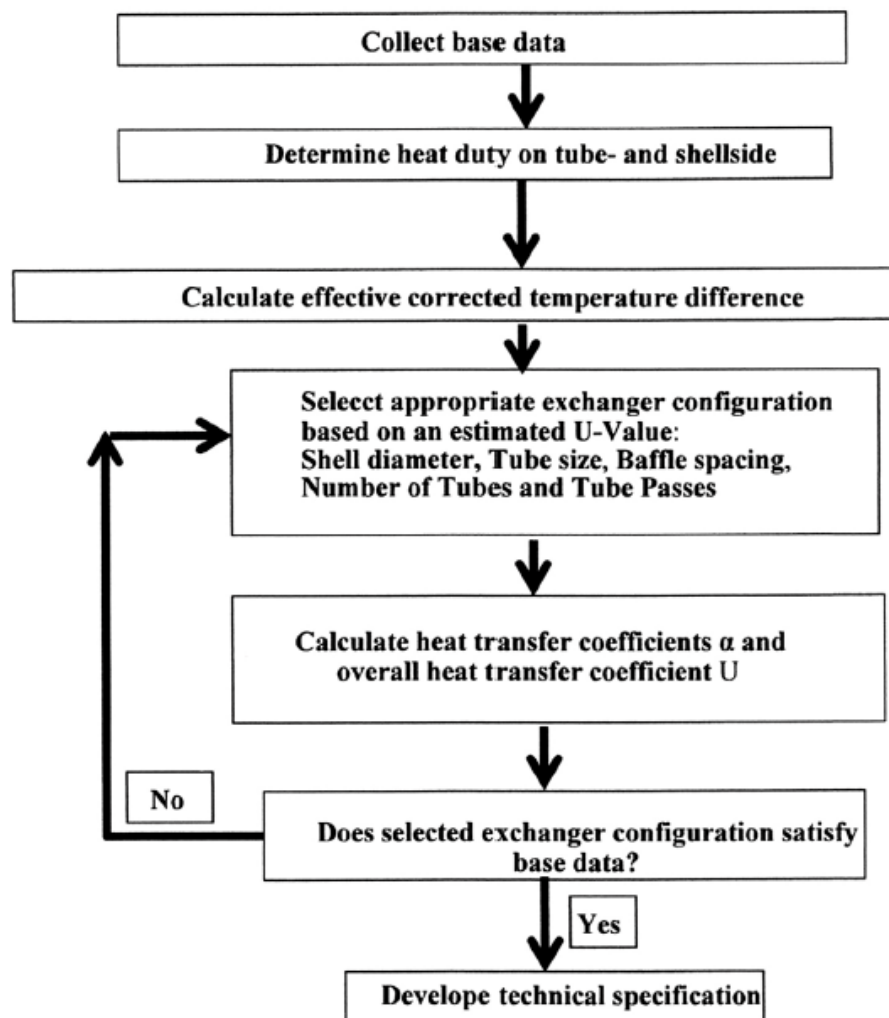 Collect base data
Determine heat duty on tube- and shellside
Calculate effective corrected temperature difference
Selecct appropriate exchanger configuration
based on an estimated U-Value:
Shell diameter, Tube size, Baffle spacing,
Number of Tubes and Tube Passes
Calculate heat transfer coefficients α and
overall heat transfer coefficient U
No
Does selected exchanger configuration satisfy
base data?
Yes
Develope technical specification